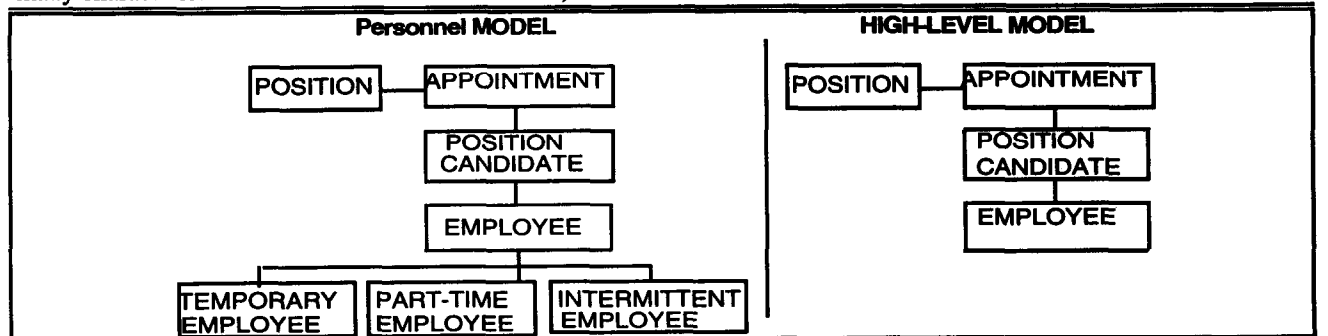 Personnel MODEL
POSITION
APPOINTMENT
POSITION
CANDIDATE
EMPLOYEE
TEMPORARY
EMPLOYEE
PART-TIME
EMPLOYEE
INTERMITTENT
EMPLOYEE
HIGH-LEVEL MODEL
POSITION
APPOINTMENT
POSITION
CANDIDATE
EMPLOYEE